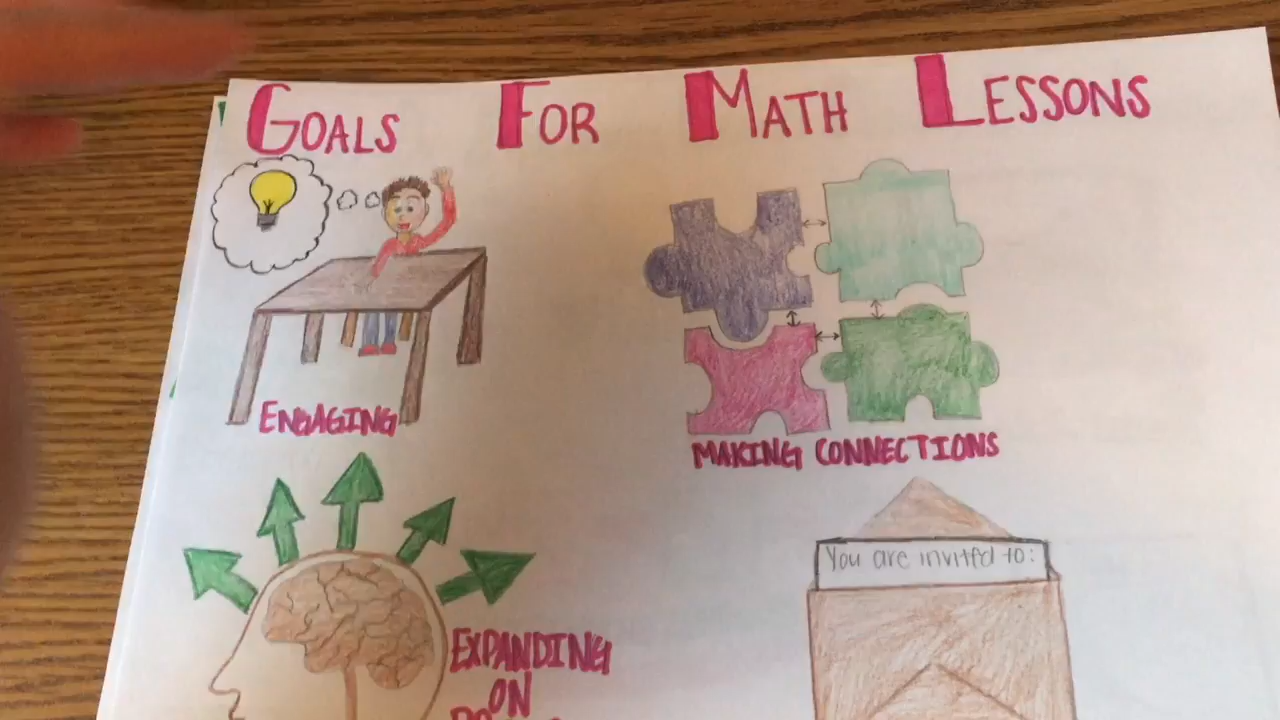 GOALS FOR MATH LESSONS
ENGAGING
MAKING CONNECTIONS
You are invited to:
EXPANDING
ON